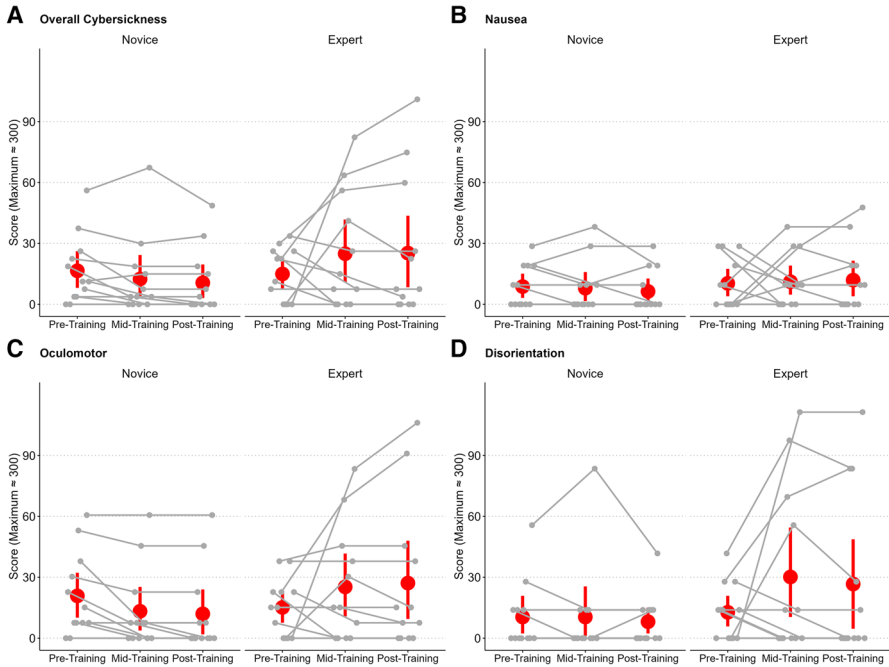 A
Overall Cybersickness
Novice
Expert
Score (Maximum ≈ 300)
90
60
30
0
Pre-Training Mid-Training Post-Training
Pre-Training Mid-Training Post-Training
B
Nausea
Novice
Expert
Score (Maximum ≈ 300)
90
60
30
0
Pre-Training Mid-Training Post-Training
Pre-Training Mid-Training Post-Training
C
Oculomotor
Novice
Expert
Score (Maximum ≈ 300)
90
60
30
0
Pre-Training Mid-Training Post-Training
Pre-Training Mid-Training Post-Training
D
Disorientation
Novice
Expert
Score (Maximum ≈ 300)
90
60
30
0
Pre-Training Mid-Training Post-Training
Pre-Training Mid-Training Post-Training